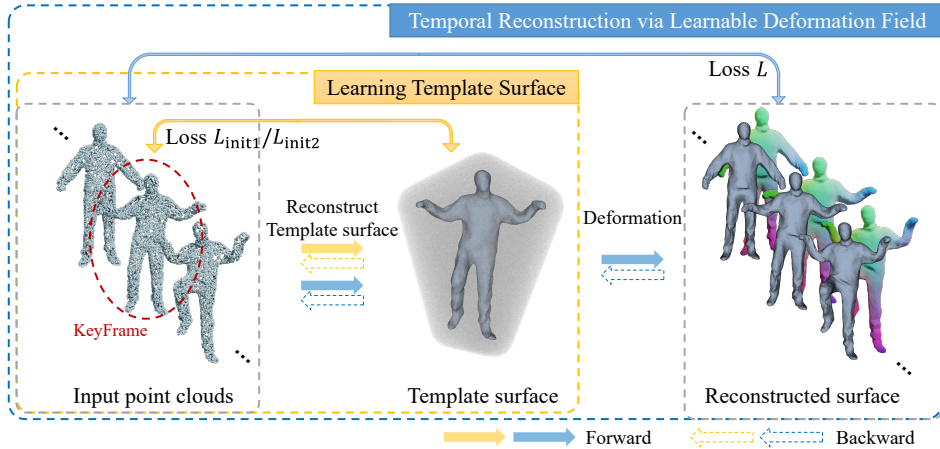 Temporal Reconstruction via Learnable Deformation Field
Loss L
Learning Template Surface
Loss L_init1/L_init2
Reconstruct
Template surface
Deformation
KeyFrame
Input point clouds
Template surface
Reconstructed surface
Forward
Backward